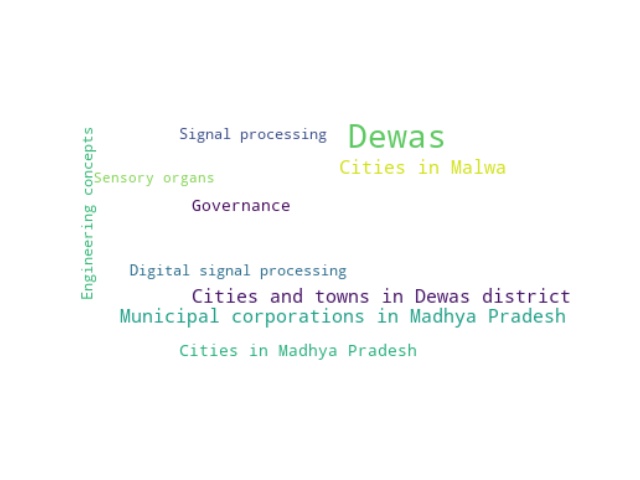 Signal processing
Dewas
Cities in Malwa
Sensory organs
Engineering concepts
Governance
Digital signal processing
Cities and towns in Dewas district
Municipal corporations in Madhya Pradesh
Cities in Madhya Pradesh